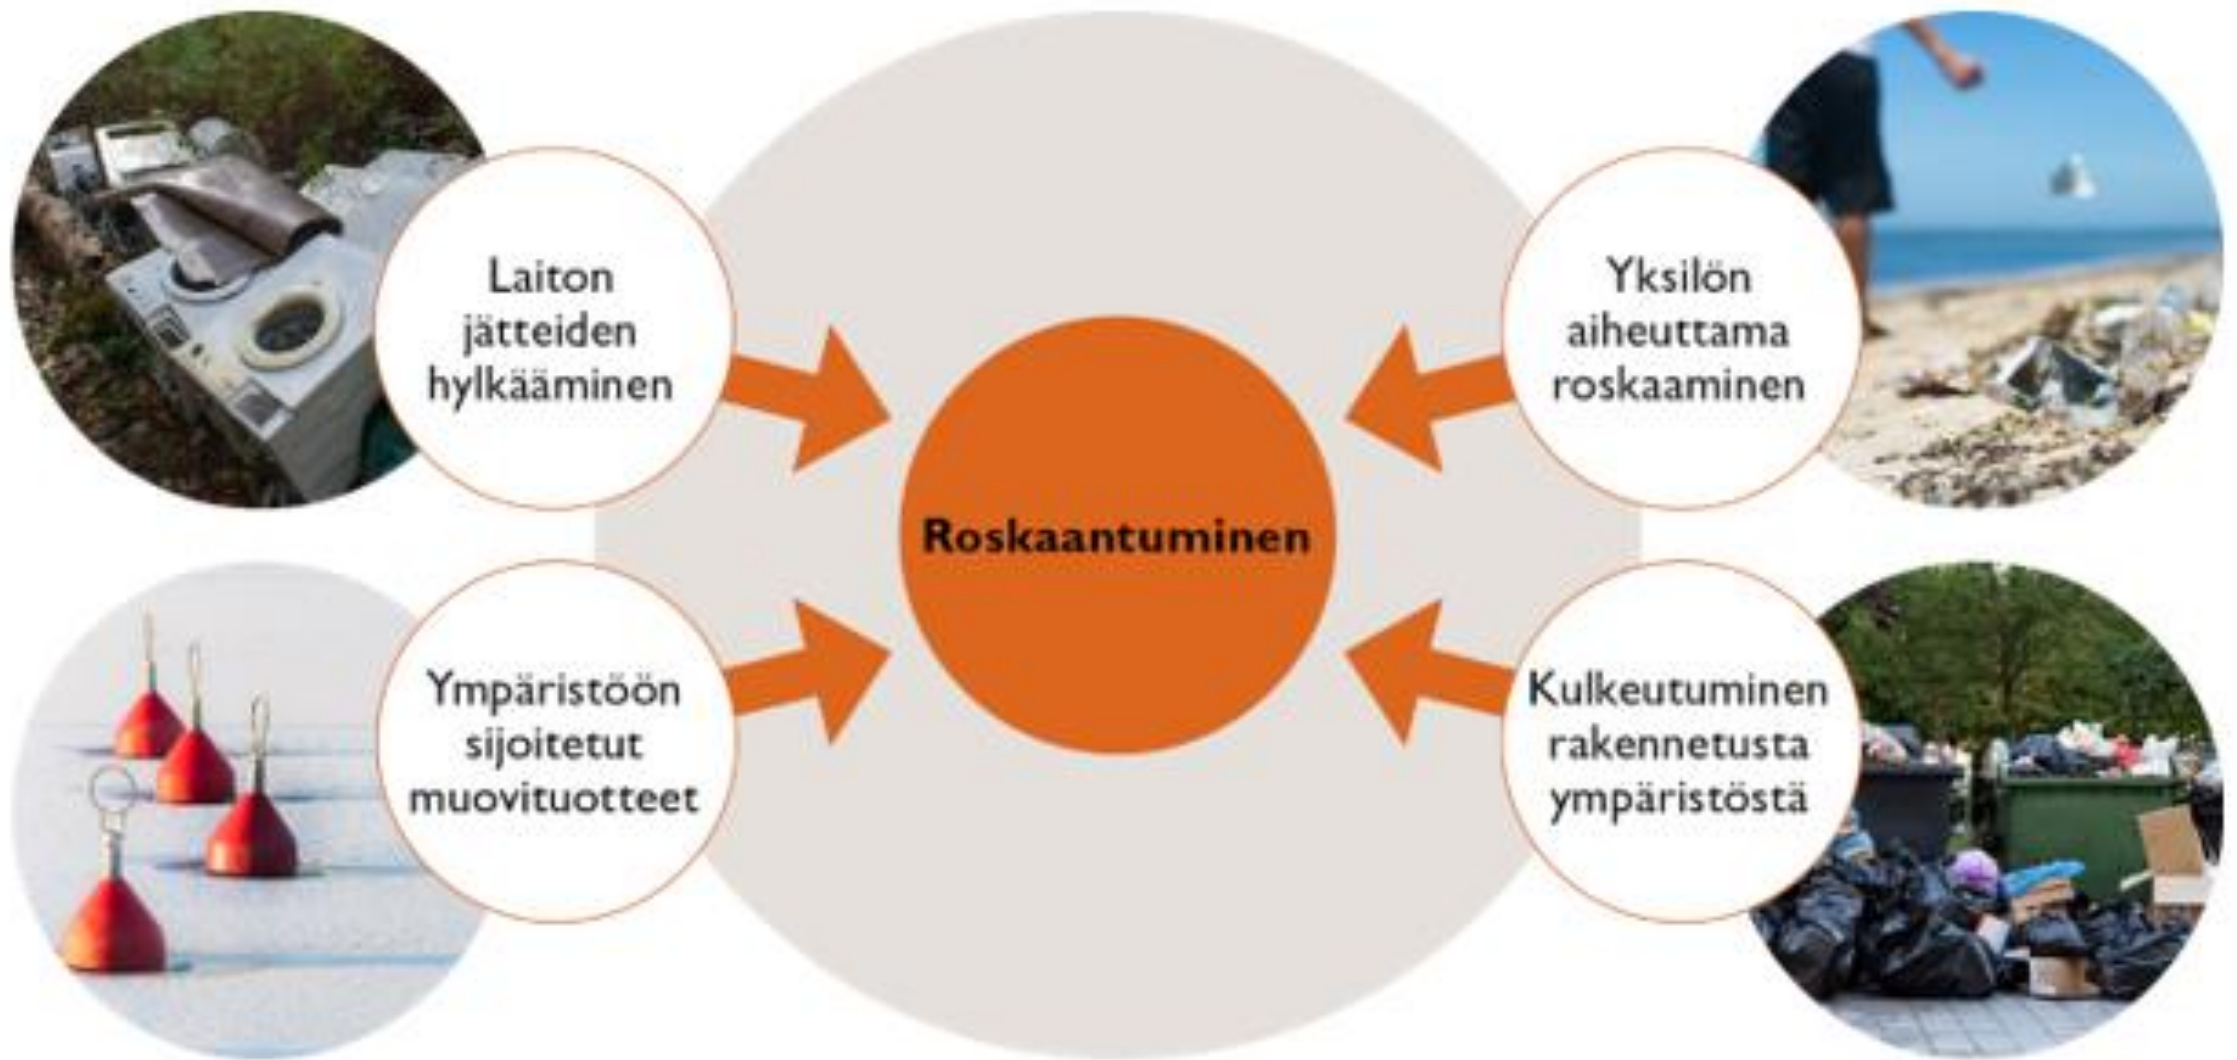 Laiton
jätteiden
hylkääminen
Yksilön
aiheuttama
roskaaminen
Roskaantuminen
Ympäristöön
sijoitetut
muovituotteet
Kulkeutuminen
rakennetusta
ympäristöstä